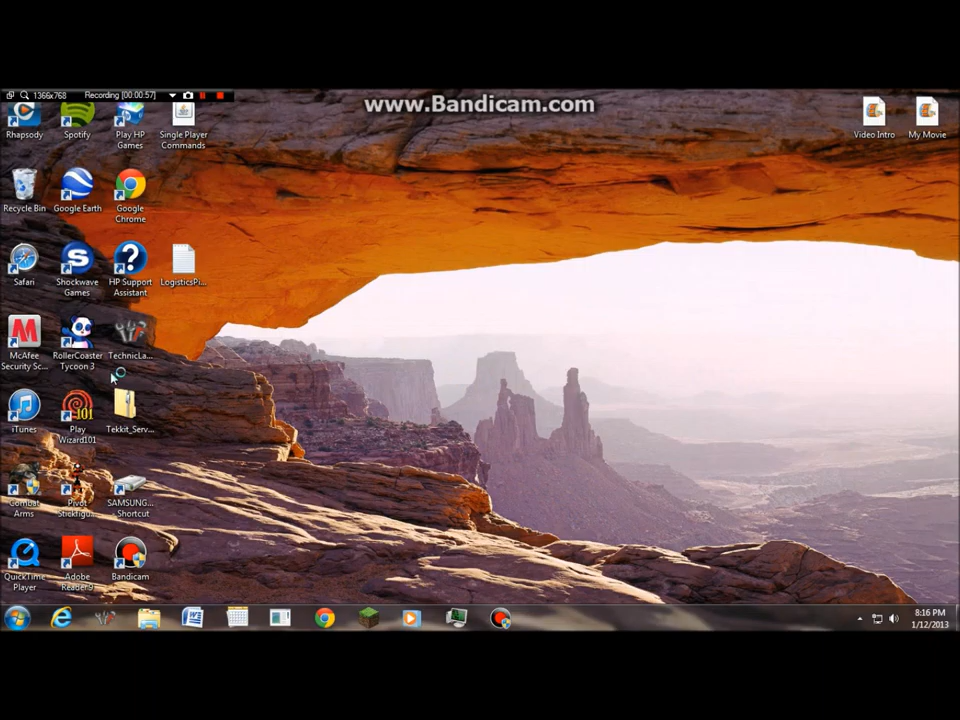 1366x768 Recording [00:00:57]
www.Bandicam.com
Rhapsody
Spotify
Play HP
Games
Single Player
Commands
Video Intro
My Movie
Recycle Bin
Google Earth
Google
Chrome
Safari
Shockwave
Games
HP Support
Assistant
LogisticsPi...
McAfee
Security Sc...
RollerCoaster
Tycoon 3
TechnicLa...
iTunes
101
Play
Wizard101
Tekkit_Serv...
Combat
Arms
Pivot
Stickfigu...
SAMSUNG...
- Shortcut
QuickTime
Player
Adobe
Reader 9
Bandicam
8:16 PM
1/12/2013